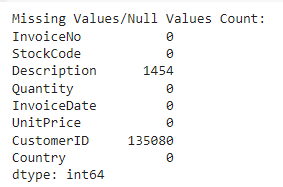 Missing Values/Null Values Count:
InvoiceNo 0
StockCode 0
Description 1454
Quantity 0
InvoiceDate 0
UnitPrice 0
CustomerID 135080
Country 0
dtype: int64